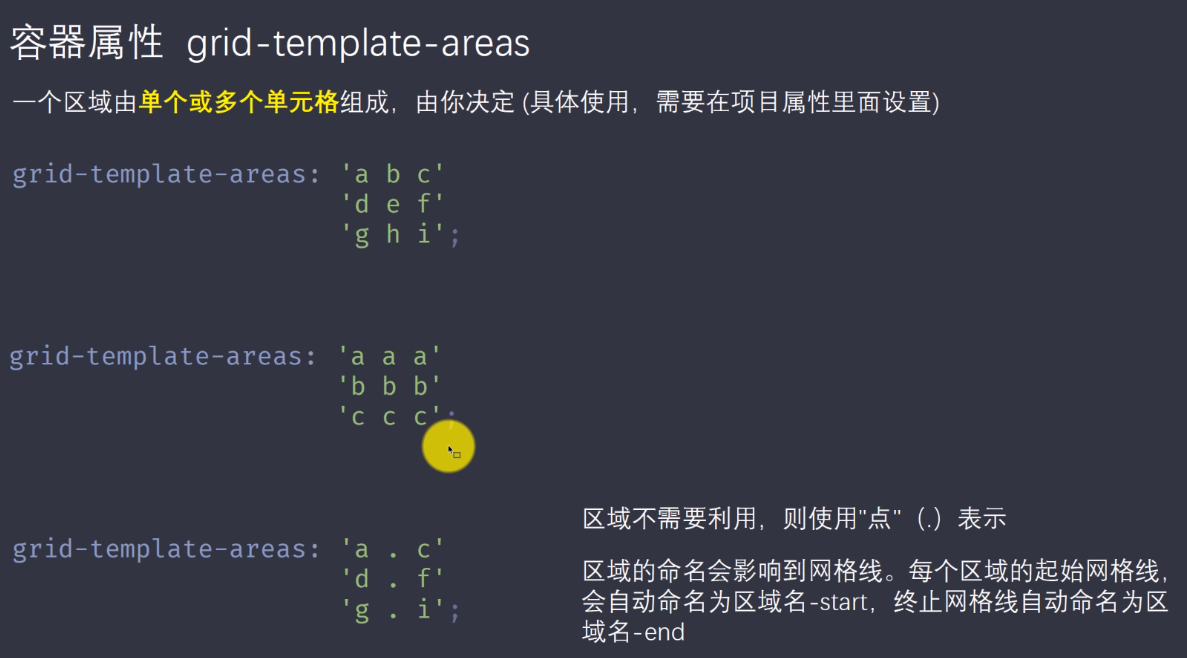 容器属性 grid-template-areas
一个区域由单个或多个单元格组成，由你决定 (具体使用，需要在项目属性里面设置)
grid-template-areas: 'a b c'
'd e f'
'g h i';
grid-template-areas: 'a a a'
'b b b'
'c c c';
grid-template-areas: 'a . c'
'd . f'
'g . i';
区域不需要利用，则使用"点"（.）表示
区域的命名会影响到网格线。每个区域的起始网格线，
会自动命名为区域名-start，终止网格线自动命名为区
域名-end